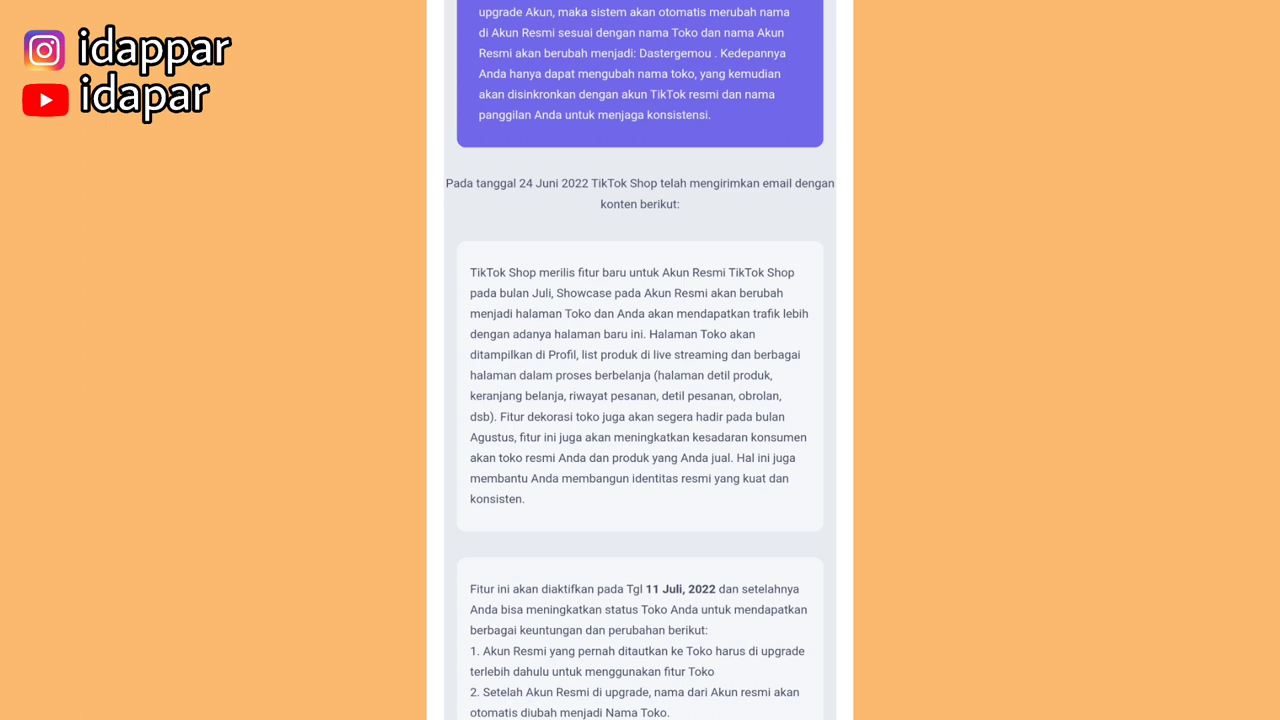 idappar
idapar
upgrade Akun, maka sistem akan otomatis merubah nama
di Akun Resmi sesuai dengan nama Toko dan nama Akun
Resmi akan berubah menjadi: Dastergemou . Kedepannya
Anda hanya dapat mengubah nama toko, yang kemudian
akan disinkronkan dengan akun TikTok resmi dan nama
panggilan Anda untuk menjaga konsistensi.
Pada tanggal 24 Juni 2022 TikTok Shop telah mengirimkan email dengan
konten berikut:
TikTok Shop merilis fitur baru untuk Akun Resmi TikTok Shop
pada bulan Juli, Showcase pada Akun Resmi akan berubah
menjadi halaman Toko dan Anda akan mendapatkan trafik lebih
dengan adanya halaman baru ini. Halaman Toko akan
ditampilkan di Profil, list produk di live streaming dan berbagai
halaman dalam proses berbelanja (halaman detil produk,
keranjang belanja, riwayat pesanan, detil pesanan, obrolan,
dsb). Fitur dekorasi toko juga akan segera hadir pada bulan
Agustus, fitur ini juga akan meningkatkan kesadaran konsumen
akan toko resmi Anda dan produk yang Anda jual. Hal ini juga
membantu Anda membangun identitas resmi yang kuat dan
konsisten.
Fitur ini akan diaktifkan pada Tgl 11 Juli, 2022 dan setelahnya
Anda bisa meningkatkan status Toko Anda untuk mendapatkan
berbagai keuntungan dan perubahan berikut:
1. Akun Resmi yang pernah ditautkan ke Toko harus di upgrade
terlebih dahulu untuk menggunakan fitur Toko
2. Setelah Akun Resmi di upgrade, nama dari Akun resmi akan
otomatis diubah menjadi Nama Toko.